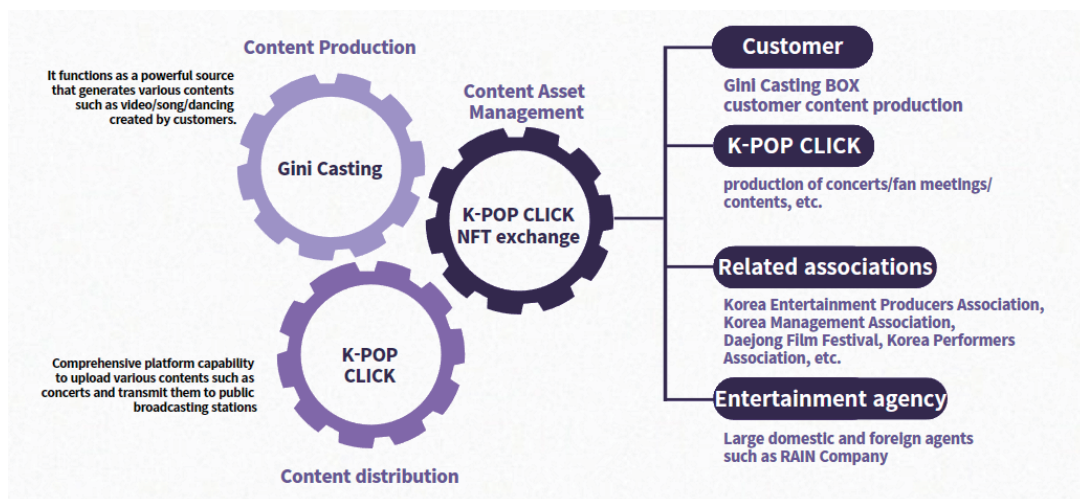 Content Production
It functions as a powerful source
that generates various contents
such as video/song/dancing
created by customers.
Gini Casting
Content Asset
Management
K-POP CLICK
NFT exchange
K-POP
CLICK
Comprehensive platform capability
to upload various contents such as
concerts and transmit them to public
broadcasting stations
Content distribution
Customer
Gini Casting BOX
customer content production
K-POP CLICK
production of concerts/fan meetings/
contents, etc.
Related associations
Korea Entertainment Producers Association,
Korea Management Association,
Daejong Film Festival, Korea Performers
Association, etc.
Entertainment agency
Large domestic and foreign agents
such as RAIN Company